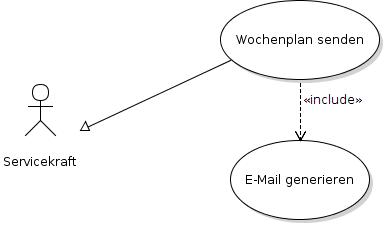 Wochenplan senden
«include»
Servicekraft
E-Mail generieren